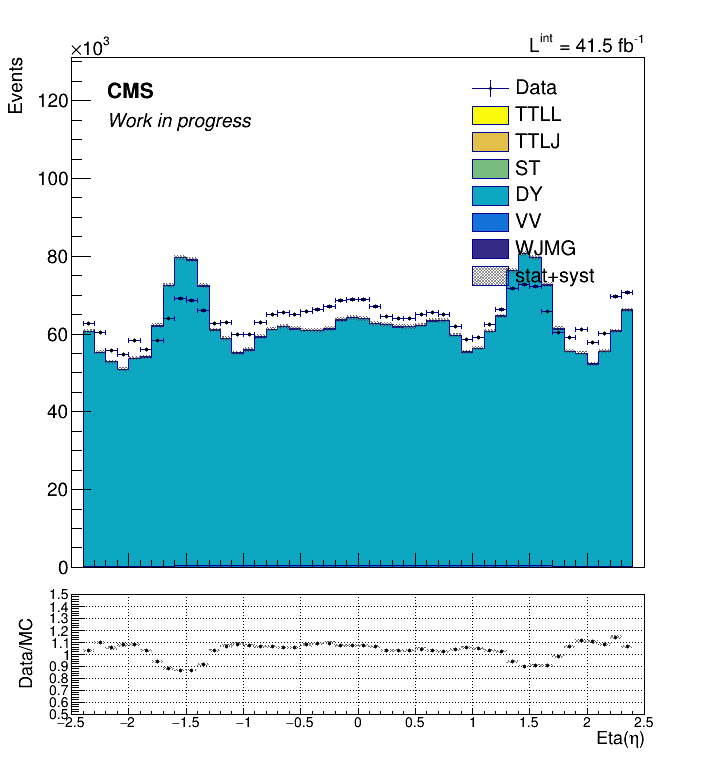 ×10³
L^int = 41.5 fb^-1
Events
CMS
Work in progress
Data
TTLL
TTLJ
ST
DY
VV
WJMG
stat+syst
120
100
80
60
40
20
0
Data/MC
1.5
1.4
1.3
1.2
1.1
1
0.9
0.8
0.7
0.6
0.5
−2.5 −2 −1.5 −1 −0.5 0 0.5 1 1.5 2 2.5
Eta(η)